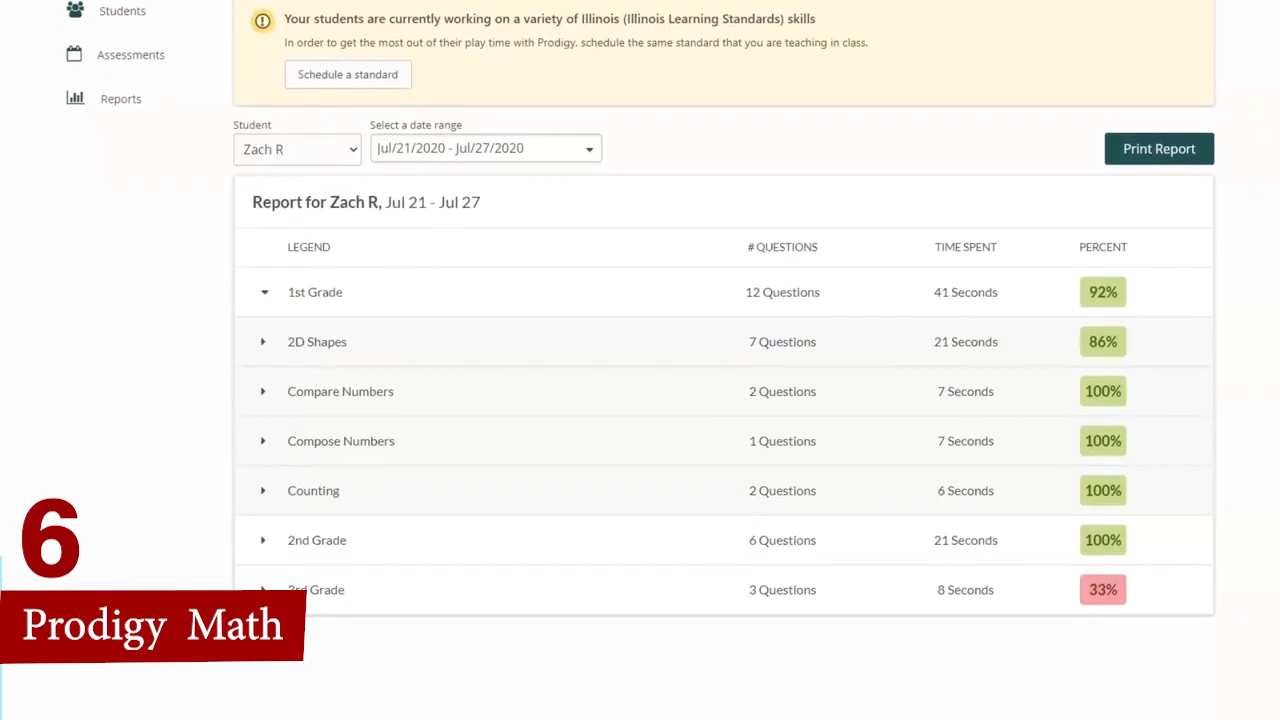 Students
Assessments
Reports
Your students are currently working on a variety of Illinois (Illinois Learning Standards) skills
In order to get the most out of their play time with Prodigy, schedule the same standard that you are teaching in class.
Schedule a standard
Student
Select a date range
Zach R
Jul/21/2020 - Jul/27/2020
Print Report
Report for Zach R, Jul 21 - Jul 27
LEGEND # QUESTIONS TIME SPENT PERCENT
1st Grade 12 Questions 41 Seconds 92%
2D Shapes 7 Questions 21 Seconds 86%
Compare Numbers 2 Questions 7 Seconds 100%
Compose Numbers 1 Questions 7 Seconds 100%
Counting 2 Questions 6 Seconds 100%
2nd Grade 6 Questions 21 Seconds 100%
3rd Grade 3 Questions 8 Seconds 33%
6
Prodigy Math